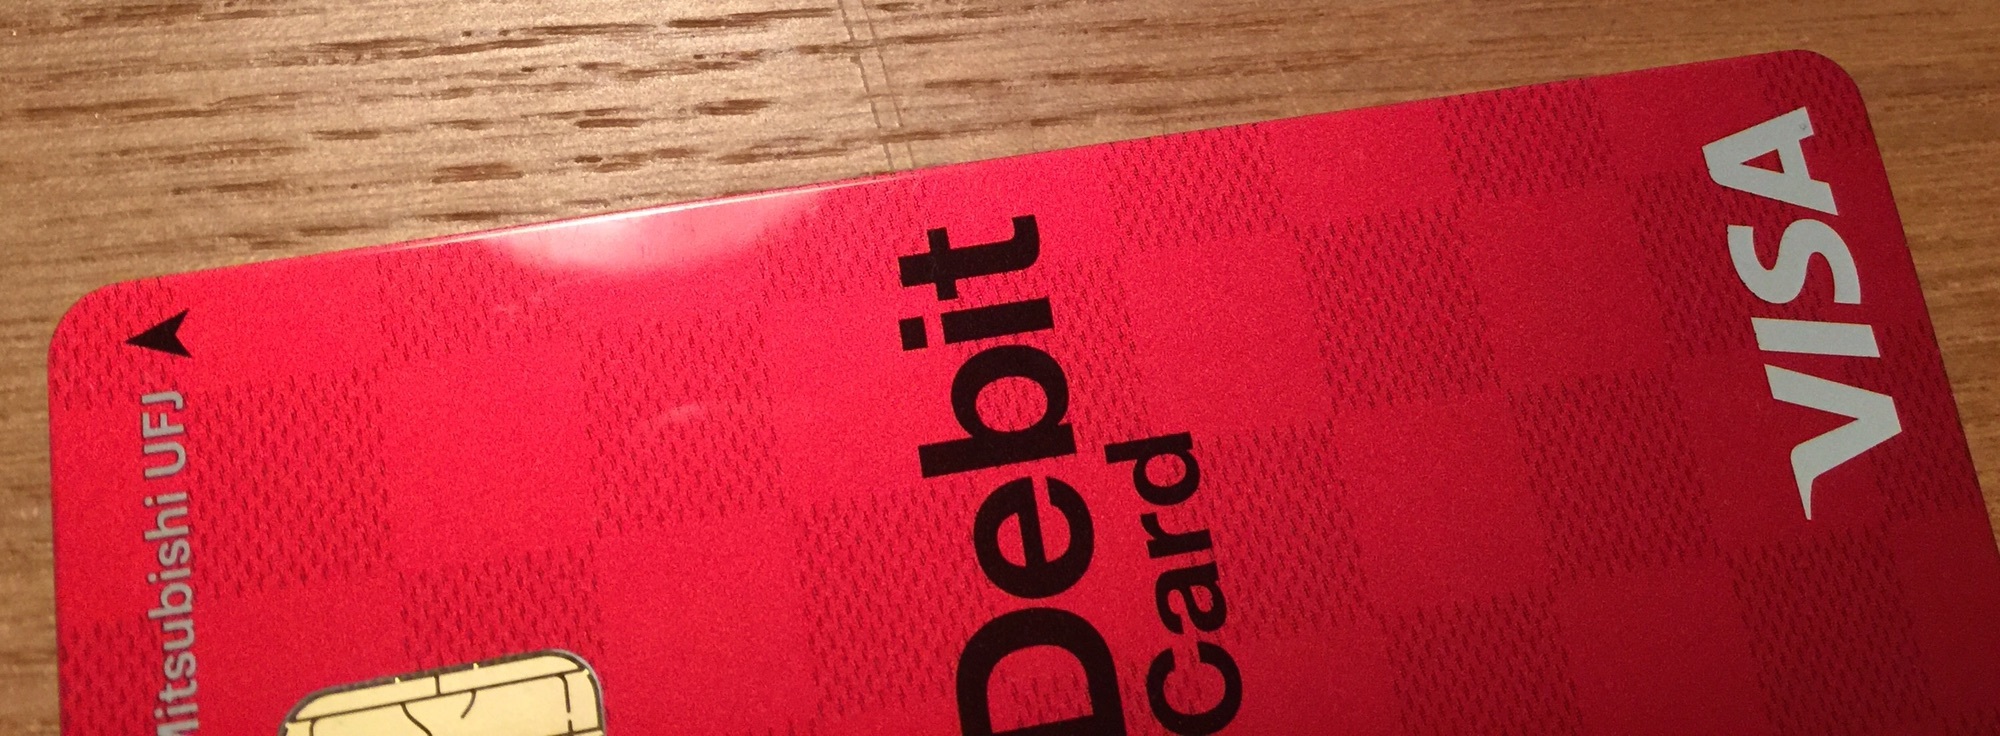 Mitsubishi UFJ
Debit
Card
VISA